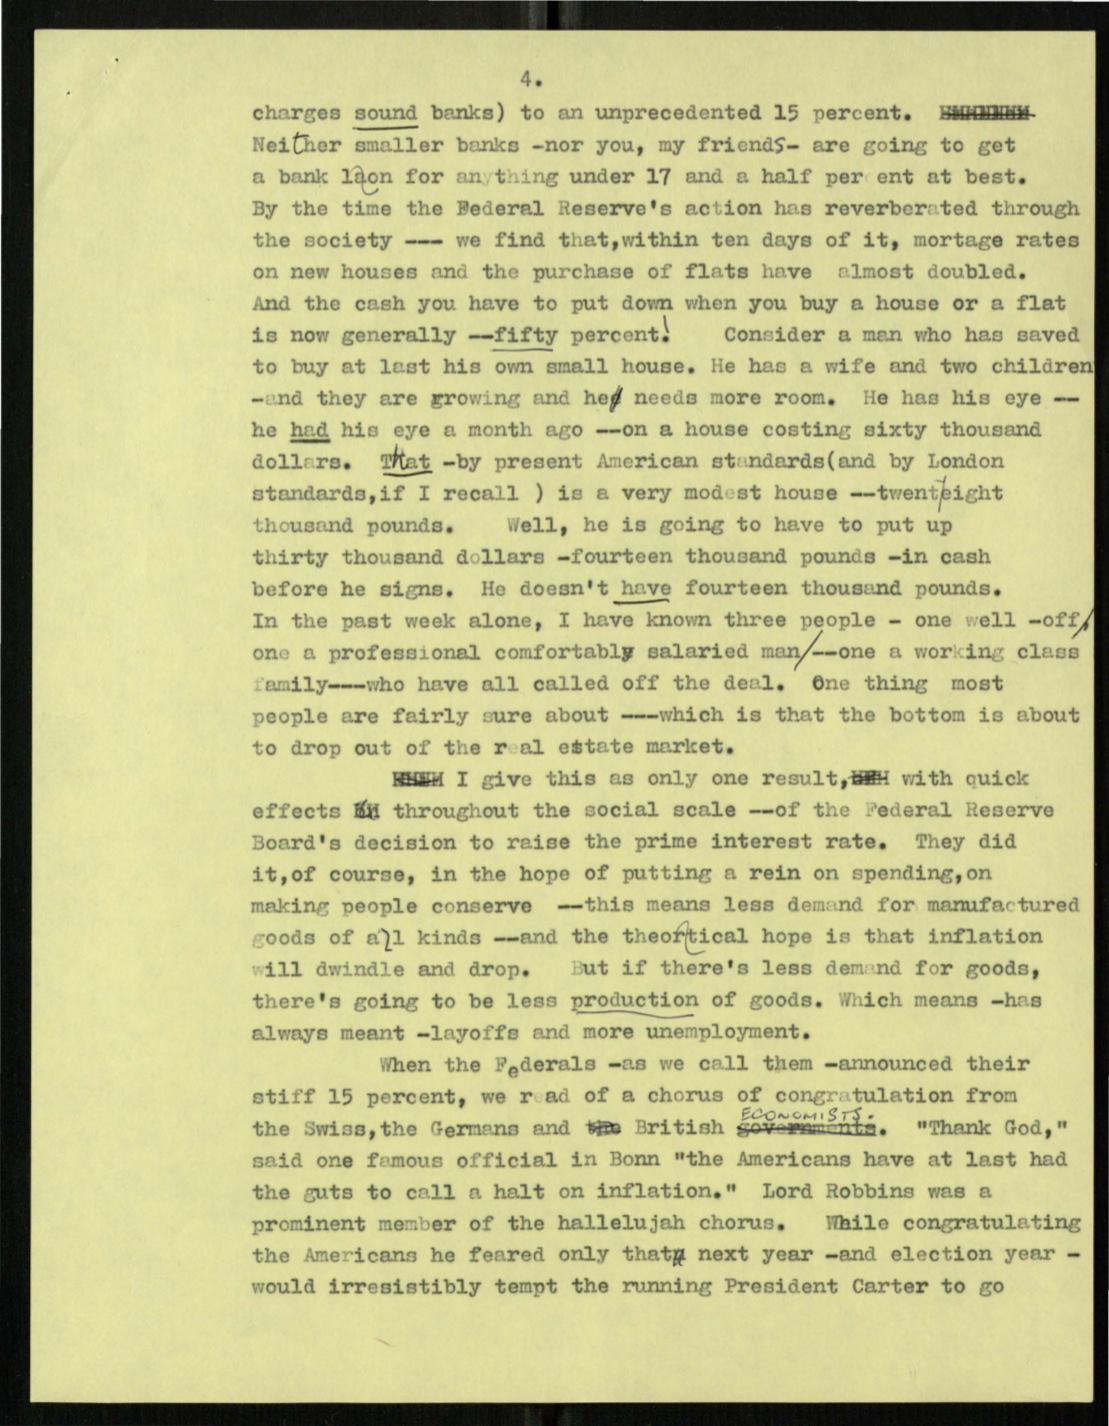 4.
charges sound banks) to an unprecedented 15 percent.
Neither smaller banks -nor you, my friends- are going to get
a bank laon for anything under 17 and a half per ent at best.
By the time the Federal Reserve's action has reverberated through
the society --- we find that,within ten days of it, mortage rates
on new houses and the purchase of flats have almost doubled.
And the cash you have to put down when you buy a house or a flat
is now generally --fifty percent! Consider a man who has saved
to buy at last his own small house. He has a wife and two children
-and they are growing and he needs more room. He has his eye --
he had his eye a month ago --on a house costing sixty thousand
dollars. That -by present American standards(and by London
standards,if I recall ) is a very modest house --twenteight
thousand pounds. Well, he is going to have to put up
thirty thousand dollars -fourteen thousand pounds -in cash
before he signs. He doesn't have fourteen thousand pounds.
In the past week alone, I have known three people - one well -off,
one a professional comfortably salaried man/--one a working class
family---who have all called off the deal. One thing most
people are fairly sure about ---which is that the bottom is about
to drop out of the real estate market.
I give this as only one result, with quick
effects throughout the social scale --of the Federal Reserve
Board's decision to raise the prime interest rate. They did
it,of course, in the hope of putting a rein on spending,on
making people conserve --this means less demand for manufactured
goods of all kinds --and the theortical hope is that inflation
will dwindle and drop. But if there's less demand for goods,
there's going to be less production of goods. Which means -has
always meant -layoffs and more unemployment.
When the Federals -as we call them -announced their
stiff 15 percent, we read of a chorus of congratulation from
ECONOMISTS.
the Swiss,the Germans and the British governments. "Thank God,"
said one famous official in Bonn "the Americans have at last had
the guts to call a halt on inflation." Lord Robbins was a
prominent member of the hallelujah chorus. While congratulating
the Americans he feared only that next year -and election year -
would irresistibly tempt the running President Carter to go